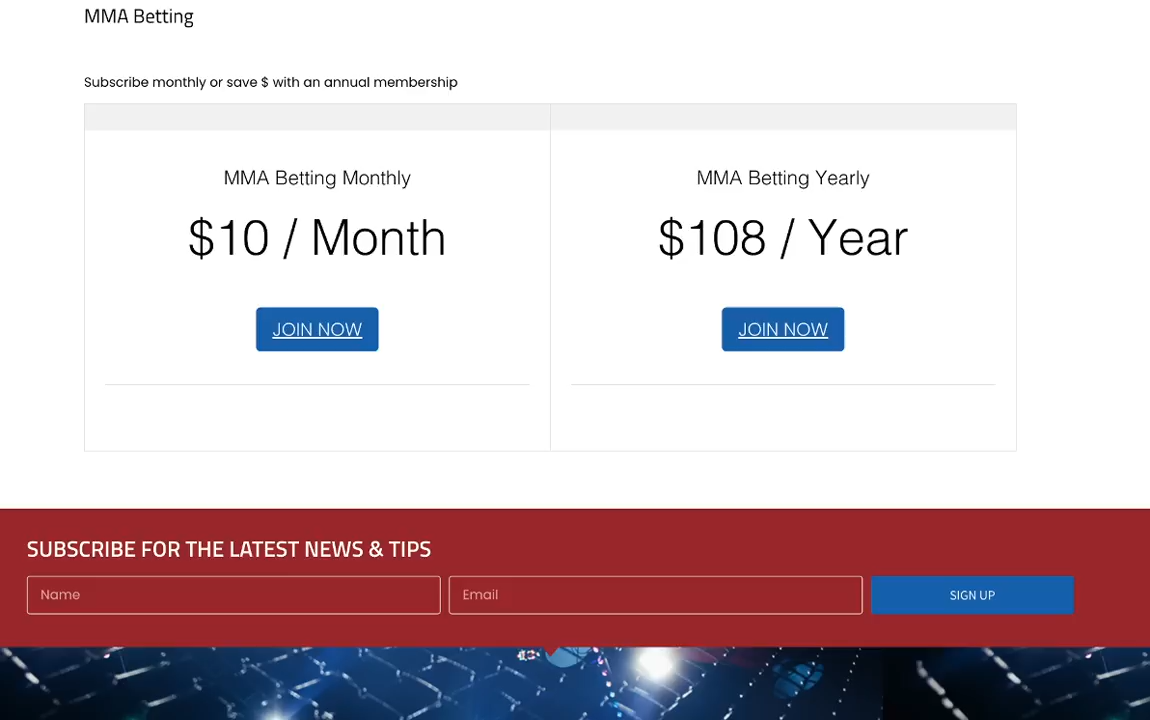 MMA Betting
Subscribe monthly or save $ with an annual membership
MMA Betting Monthly
$10 / Month
JOIN NOW
MMA Betting Yearly
$108 / Year
JOIN NOW
SUBSCRIBE FOR THE LATEST NEWS & TIPS
Name
Email
SIGN UP